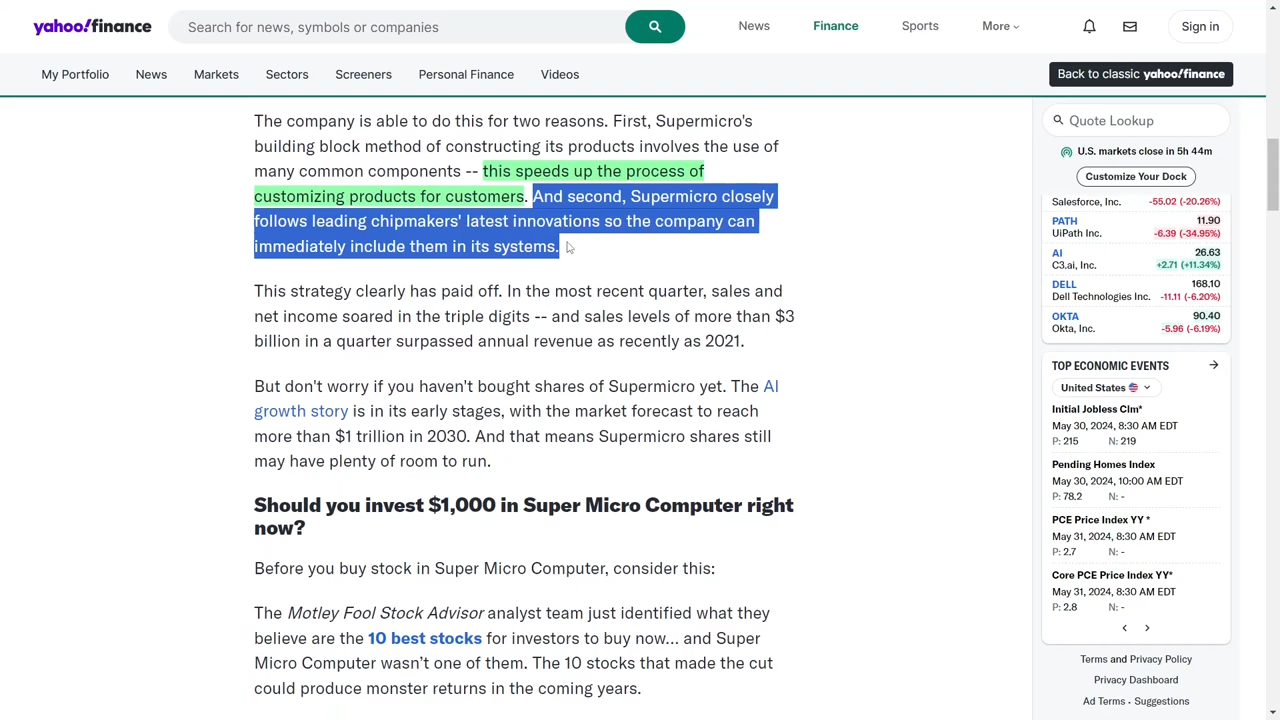 yahoo!finance
Search for news, symbols or companies
News
Finance
Sports
More
Sign in
My Portfolio
News
Markets
Sectors
Screeners
Personal Finance
Videos
Back to classic yahoo!finance
The company is able to do this for two reasons. First, Supermicro's
building block method of constructing its products involves the use of
many common components -- this speeds up the process of
customizing products for customers. And second, Supermicro closely
follows leading chipmakers' latest innovations so the company can
immediately include them in its systems.
This strategy clearly has paid off. In the most recent quarter, sales and
net income soared in the triple digits -- and sales levels of more than $3
billion in a quarter surpassed annual revenue as recently as 2021.
But don't worry if you haven't bought shares of Supermicro yet. The AI
growth story is in its early stages, with the market forecast to reach
more than $1 trillion in 2030. And that means Supermicro shares still
may have plenty of room to run.
Should you invest $1,000 in Super Micro Computer right
now?
Before you buy stock in Super Micro Computer, consider this:
The Motley Fool Stock Advisor analyst team just identified what they
believe are the 10 best stocks for investors to buy now… and Super
Micro Computer wasn't one of them. The 10 stocks that made the cut
could produce monster returns in the coming years.
Quote Lookup
U.S. markets close in 5h 44m
Customize Your Dock
Salesforce, Inc. -55.02 (-20.26%)
PATH 11.90
UiPath Inc. -6.39 (-34.95%)
AI 26.63
C3.ai, Inc. +2.71 (+11.34%)
DELL 168.10
Dell Technologies Inc. -11.11 (-6.20%)
OKTA 90.40
Okta, Inc. -5.96 (-6.19%)
TOP ECONOMIC EVENTS
United States
Initial Jobless Clm*
May 30, 2024, 8:30 AM EDT
P: 215 N: 219
Pending Homes Index
May 30, 2024, 10:00 AM EDT
P: 78.2 N: -
PCE Price Index YY *
May 31, 2024, 8:30 AM EDT
P: 2.7 N: -
Core PCE Price Index YY*
May 31, 2024, 8:30 AM EDT
P: 2.8 N: -
Terms and Privacy Policy
Privacy Dashboard
Ad Terms • Suggestions